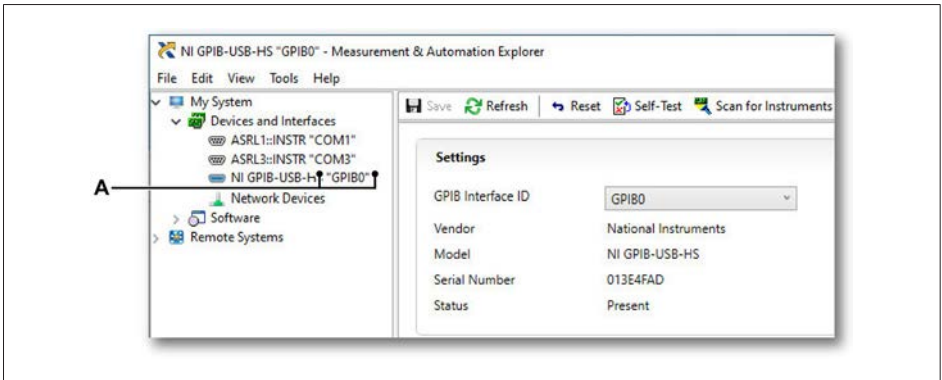 NI GPIB-USB-HS "GPIB0" - Measurement & Automation Explorer
File Edit View Tools Help
My System
Devices and Interfaces
ASRL1::INSTR "COM1"
ASRL3::INSTR "COM3"
NI GPIB-USB-HS "GPIB0"
Network Devices
Software
Remote Systems
A
Save Refresh Reset Self-Test Scan for Instruments
Settings
GPIB Interface ID GPIB0
Vendor National Instruments
Model NI GPIB-USB-HS
Serial Number 013E4FAD
Status Present